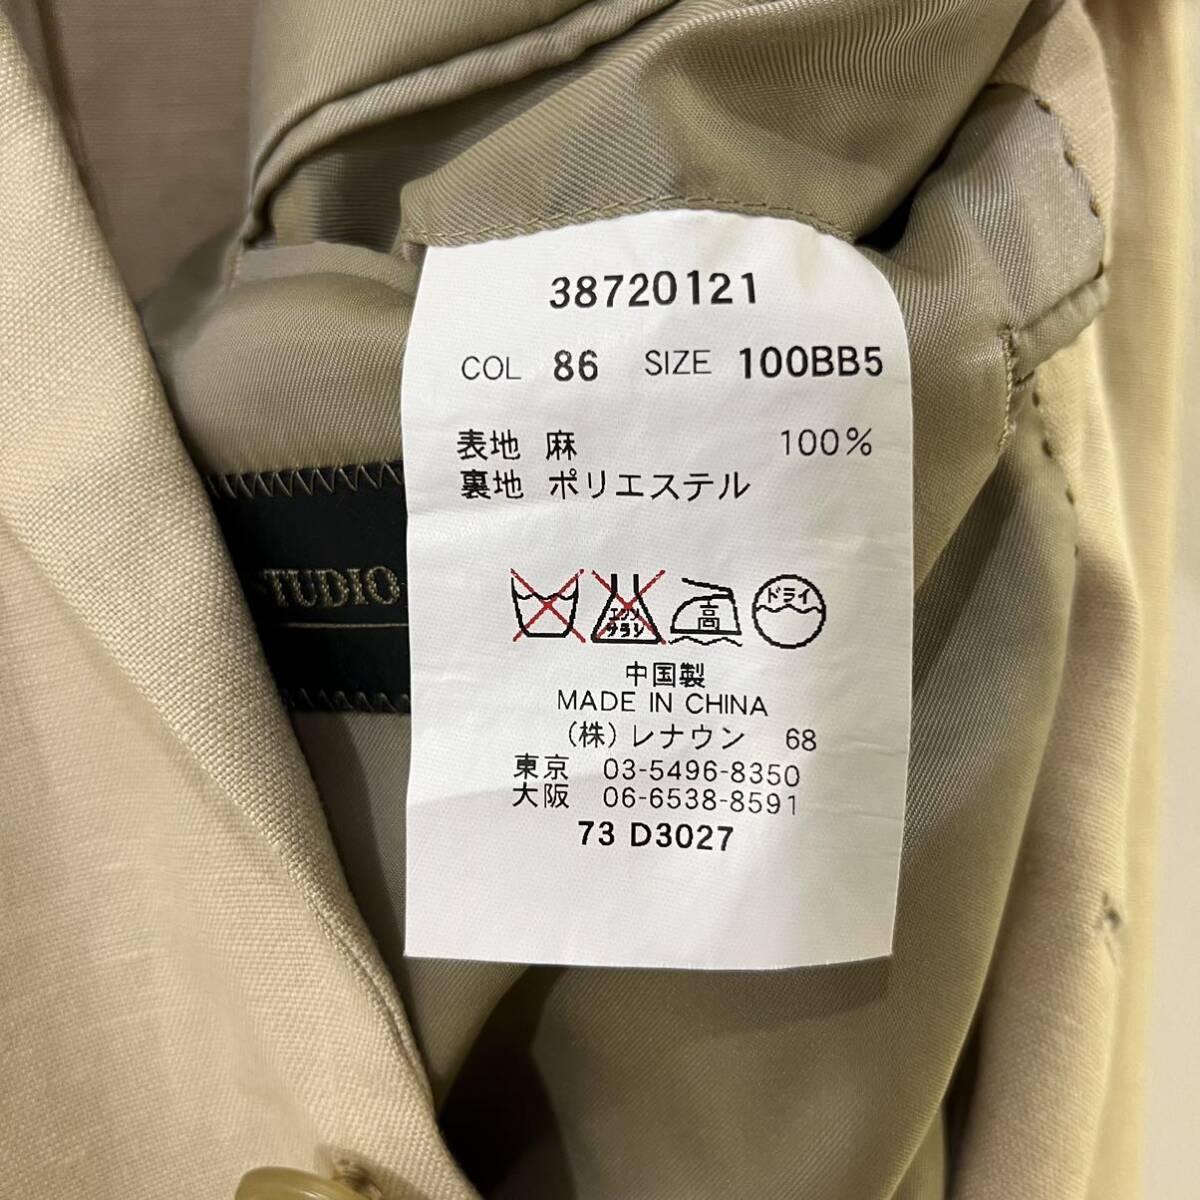 38720121
COL 86 SIZE 100BB5
表地 麻 100%
裏地 ポリエステル
エンソ
サラシ
高
ドライ
STUDIO
中国製
MADE IN CHINA
(株)レナウン 68
東京 03-5496-8350
大阪 06-6538-8591
73 D3027